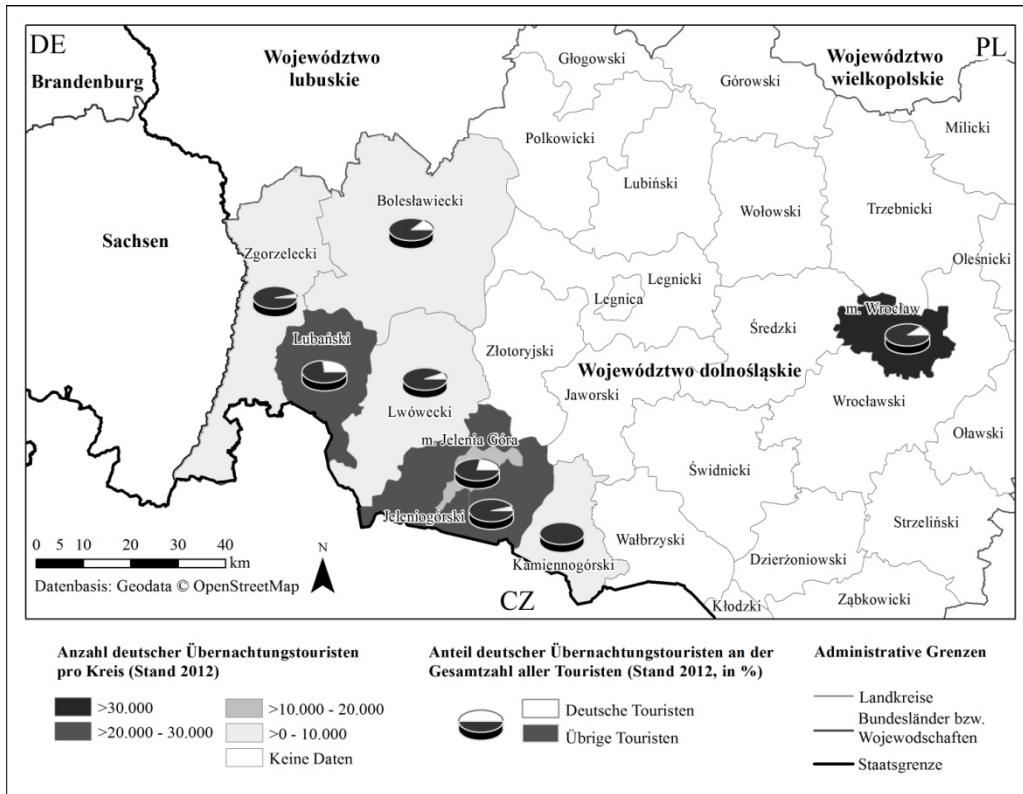 DE
PL
Województwo
lubuskie
Brandenburg
Województwo
wielkopolskie
Głogowski
Górowski
Milicki
Polkowicki
Lubiński
Bolesławiecki
Wołowski
Trzebnicki
Sachsen
Zgorzelecki
Oleśnicki
Legnicki
Legnica
m. Wrocław
Średzki
Lubański
Złotoryjski
Województwo dolnośląskie
Jaworski
Wrocławski
Lwówecki
m. Jelenia Góra
Oławski
Świdnicki
Jeleniogórski
Strzeliński
Wałbrzyski
Dzierżoniowski
Kamiennogórski
Kłodzki
Ząbkowicki
CZ
0 5 10 20 30 40
km
N
Datenbasis: Geodata © OpenStreetMap
Anzahl deutscher Übernachtungstouristen
pro Kreis (Stand 2012)
>30.000
>20.000 - 30.000
>10.000 - 20.000
>0 - 10.000
Keine Daten
Anteil deutscher Übernachtungstouristen an der
Gesamtzahl aller Touristen (Stand 2012, in %)
Deutsche Touristen
Übrige Touristen
Administrative Grenzen
Landkreise
Bundesländer bzw.
Wojewodschaften
Staatsgrenze